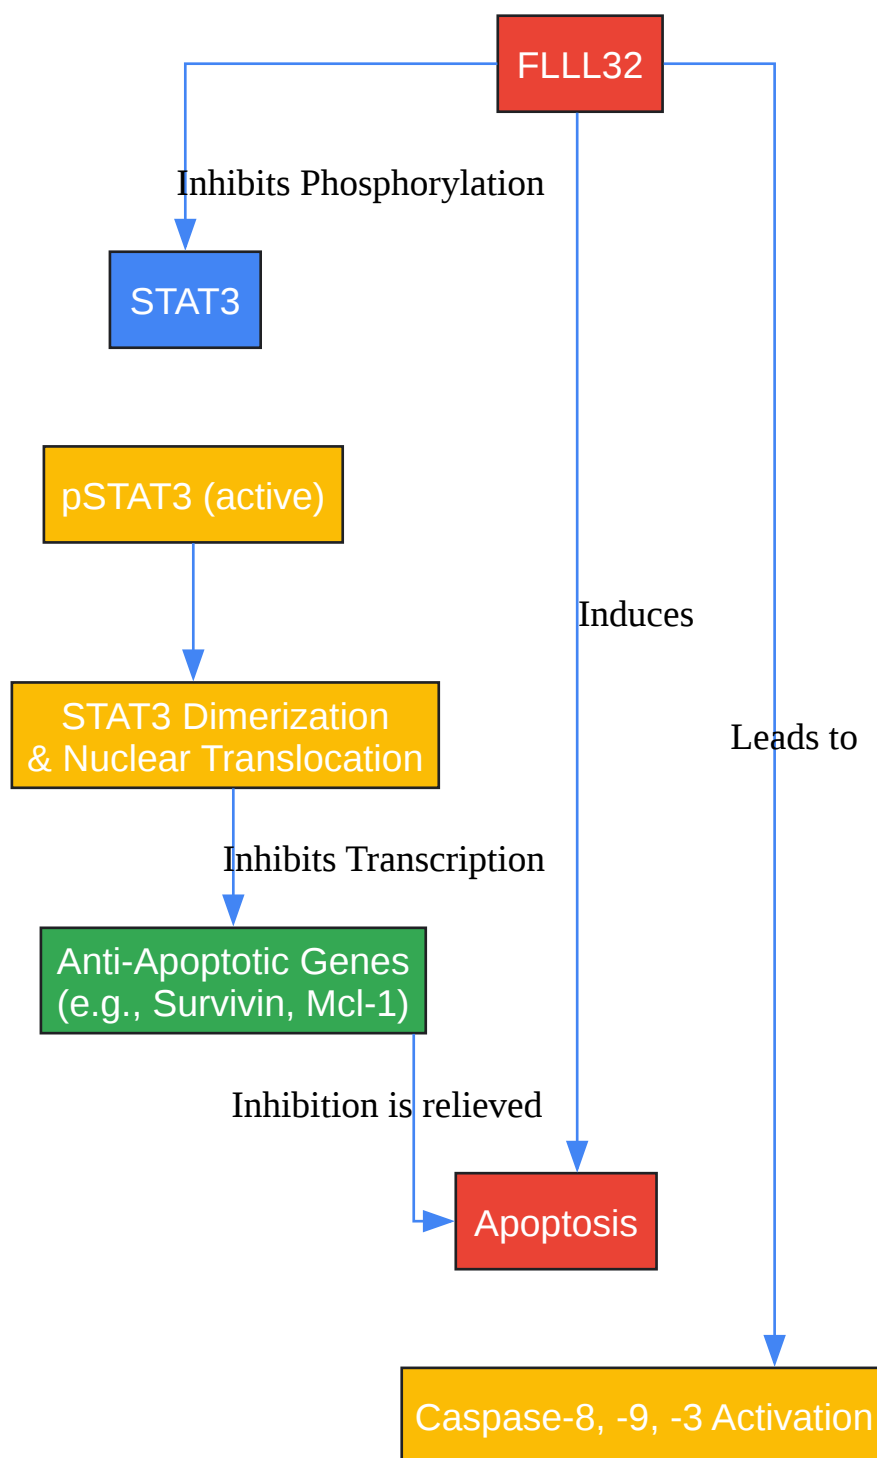 FLLL32
Inhibits Phosphorylation
STAT3
pSTAT3 (active)
Induces
STAT3 Dimerization
& Nuclear Translocation
Leads to
Inhibits Transcription
Anti-Apoptotic Genes
(e.g., Survivin, Mcl-1)
Inhibition is relieved
Apoptosis
Caspase-8, -9, -3 Activation